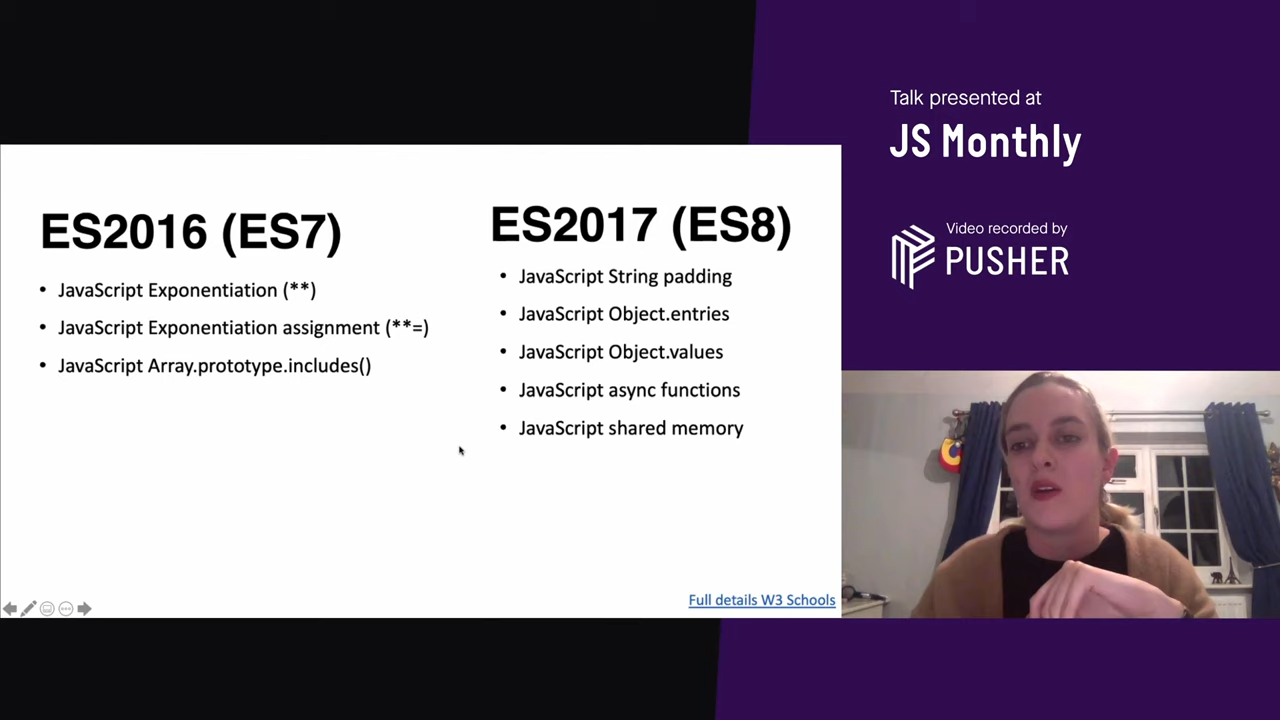 Talk presented at
JS Monthly
Video recorded by
PUSHER
ES2016 (ES7)
• JavaScript Exponentiation (**)
• JavaScript Exponentiation assignment (**=)
• JavaScript Array.prototype.includes()
ES2017 (ES8)
• JavaScript String padding
• JavaScript Object.entries
• JavaScript Object.values
• JavaScript async functions
• JavaScript shared memory
Full details W3 Schools